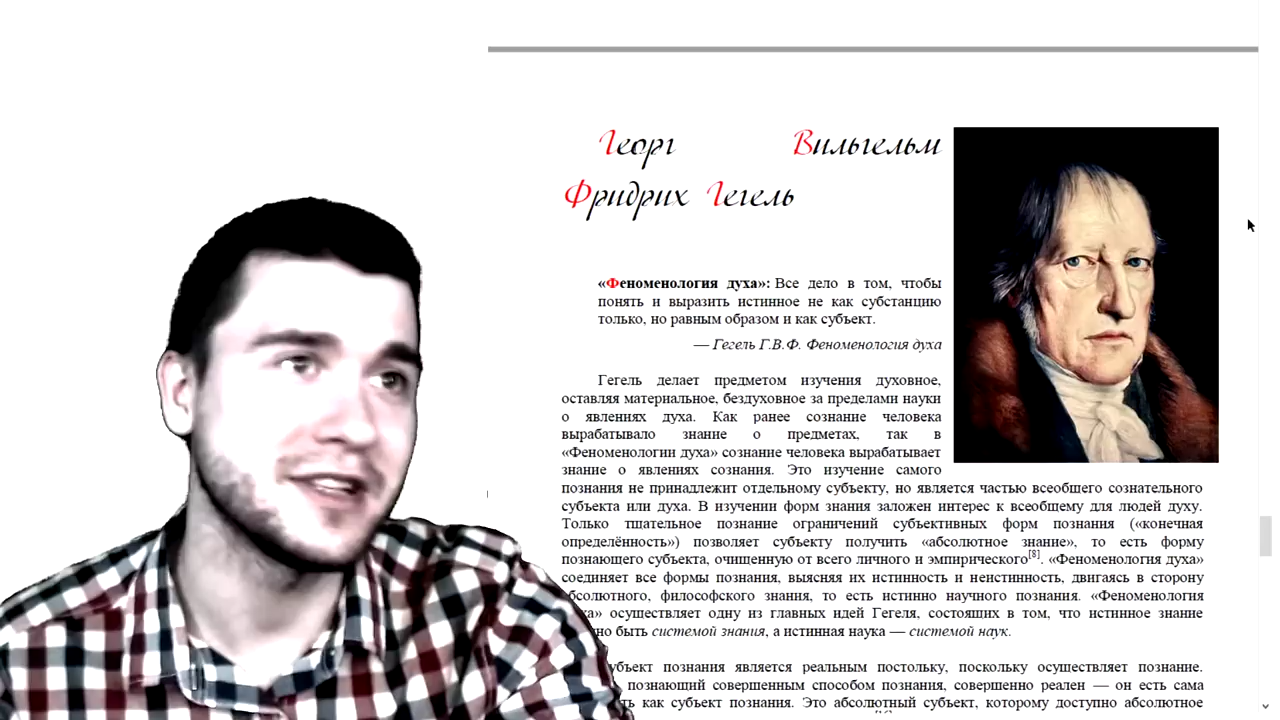 Георг Вильгельм
Фридрих Гегель
«Феноменология духа»: Все дело в том, чтобы
понять и выразить истинное не как субстанцию
только, но равным образом и как субъект.
— Гегель Г.В.Ф. Феноменология духа
Гегель делает предметом изучения духовное,
оставляя материальное, бездуховное за пределами науки
о явлениях духа. Как ранее сознание человека
вырабатывало знание о предметах, так в
«Феноменологии духа» сознание человека вырабатывает
знание о явлениях сознания. Это изучение самого
познания не принадлежит отдельному субъекту, но является частью всеобщего сознательного
субъекта или духа. В изучении форм знания заложен интерес к всеобщему для людей духу.
Только тщательное познание ограничений субъективных форм познания («конечная
определённость») позволяет субъекту получить «абсолютное знание», то есть форму
познающего субъекта, очищенную от всего личного и эмпирического[8]. «Феноменология духа»
соединяет все формы познания, выясняя их истинность и неистинность, двигаясь в сторону
абсолютного, философского знания, то есть истинно научного познания. «Феноменология
духа» осуществляет одну из главных идей Гегеля, состоящих в том, что истинное знание
быть системой знания, а истинная наука — системой наук.
субъект познания является реальным постольку, поскольку осуществляет познание.
познающий совершенным способом познания, совершенно реален — он есть сама
как субъект познания. Это абсолютный субъект, которому доступно абсолютное